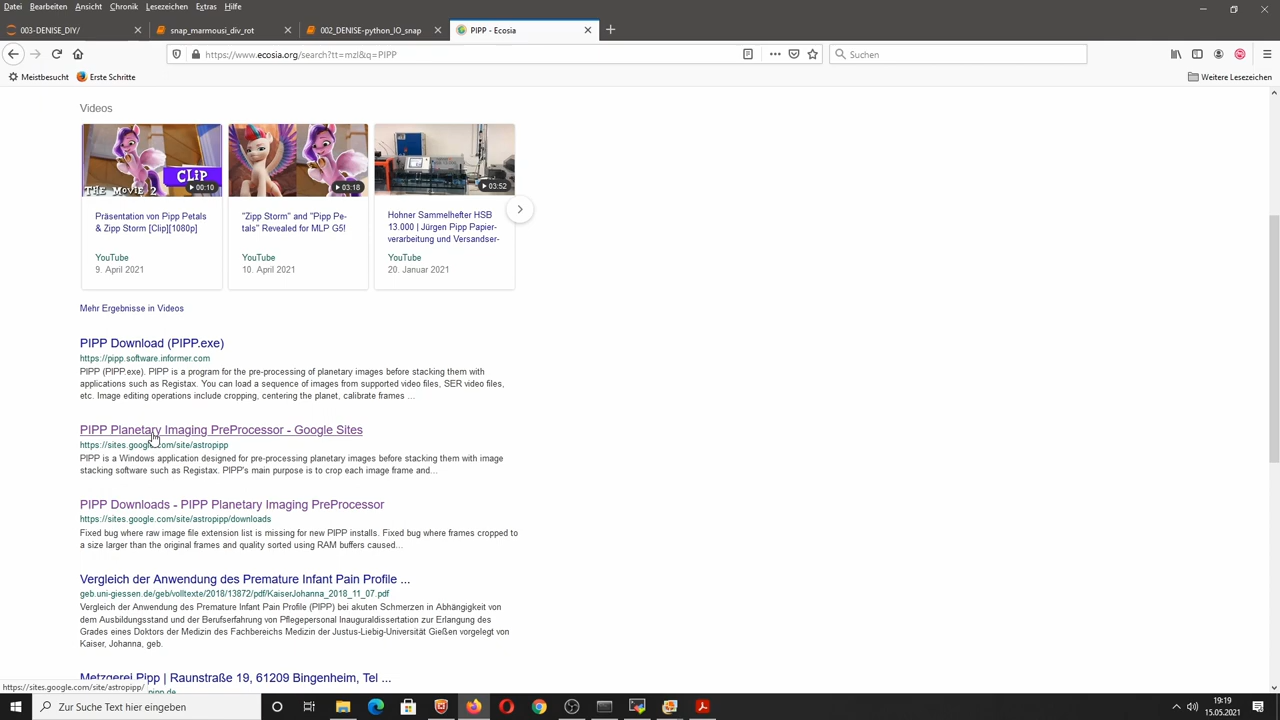 Datei Bearbeiten Ansicht Chronik Lesezeichen Extras Hilfe
003-DENISE_DIY/
snap_marmousi_div_rot
002_DENISE-python_IO_snap
PIPP - Ecosia
https://www.ecosia.org/search?tt=mzl&q=PIPP
Suchen
Meistbesucht
Erste Schritte
Weitere Lesezeichen
Videos
THE MOVIE 2
CLiP
00:10
03:18
03:52
Präsentation von Pipp Petals
& Zipp Storm [Clip][1080p]
YouTube
9. April 2021
"Zipp Storm" and "Pipp Pe-
tals" Revealed for MLP G5!
YouTube
10. April 2021
Hohner Sammelhefter HSB
13.000 | Jürgen Pipp Papier-
verarbeitung und Versandser-
YouTube
20. Januar 2021
Mehr Ergebnisse in Videos
PIPP Download (PIPP.exe)
https://pipp.software.informer.com
PIPP (PIPP.exe). PIPP is a program for the pre-processing of planetary images before stacking them with
applications such as Registax. You can load a sequence of images from supported video files, SER video files,
etc. Image editing operations include cropping, centering the planet, calibrate frames ...
PIPP Planetary Imaging PreProcessor - Google Sites
https://sites.google.com/site/astropipp
PIPP is a Windows application designed for pre-processing planetary images before stacking them with image
stacking software such as Registax. PIPP's main purpose is to crop each image frame and...
PIPP Downloads - PIPP Planetary Imaging PreProcessor
https://sites.google.com/site/astropipp/downloads
Fixed bug where raw image file extension list is missing for new PIPP installs. Fixed bug where frames cropped to
a size larger than the original frames and quality sorted using RAM buffers caused...
Vergleich der Anwendung des Premature Infant Pain Profile ...
geb.uni-giessen.de/geb/volltexte/2018/13872/pdf/KaiserJohanna_2018_11_07.pdf
Vergleich der Anwendung des Premature Infant Pain Profile (PIPP) bei akuten Schmerzen in Abhängigkeit von
dem Ausbildungsstand und der Berufserfahrung von Pflegepersonal Inauguraldissertation zur Erlangung des
Grades eines Doktors der Medizin des Fachbereichs Medizin der Justus-Liebig-Universität Gießen vorgelegt von
Kaiser, Johanna, geb.
Metzgerei Pipp | Raunstraße 19, 61209 Bingenheim, Tel ...
https://sites.google.com/site/astropipp/
pipp.de
Zur Suche Text hier eingeben
19:19
15.05.2021